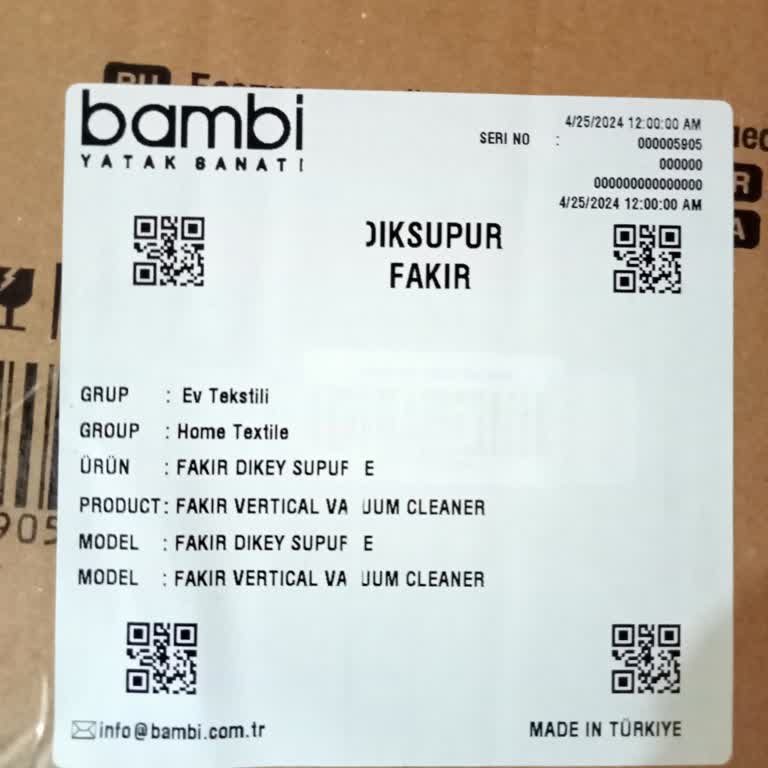 bambi
YATAK SANATI
4/25/2024 12:00:00 AM
SERI NO : 000005905
000000
000000000000000
4/25/2024 12:00:00 AM
DIKSUPUR
FAKIR
GRUP : Ev Tekstili
GROUP : Home Textile
ÜRÜN : FAKIR DIKEY SUPUF E
PRODUCT: FAKIR VERTICAL VA UUM CLEANER
MODEL : FAKIR DIKEY SUPUF E
MODEL : FAKIR VERTICAL VA UUM CLEANER
info@bambi.com.tr
MADE IN TÜRKIYE
RU
R
A
905